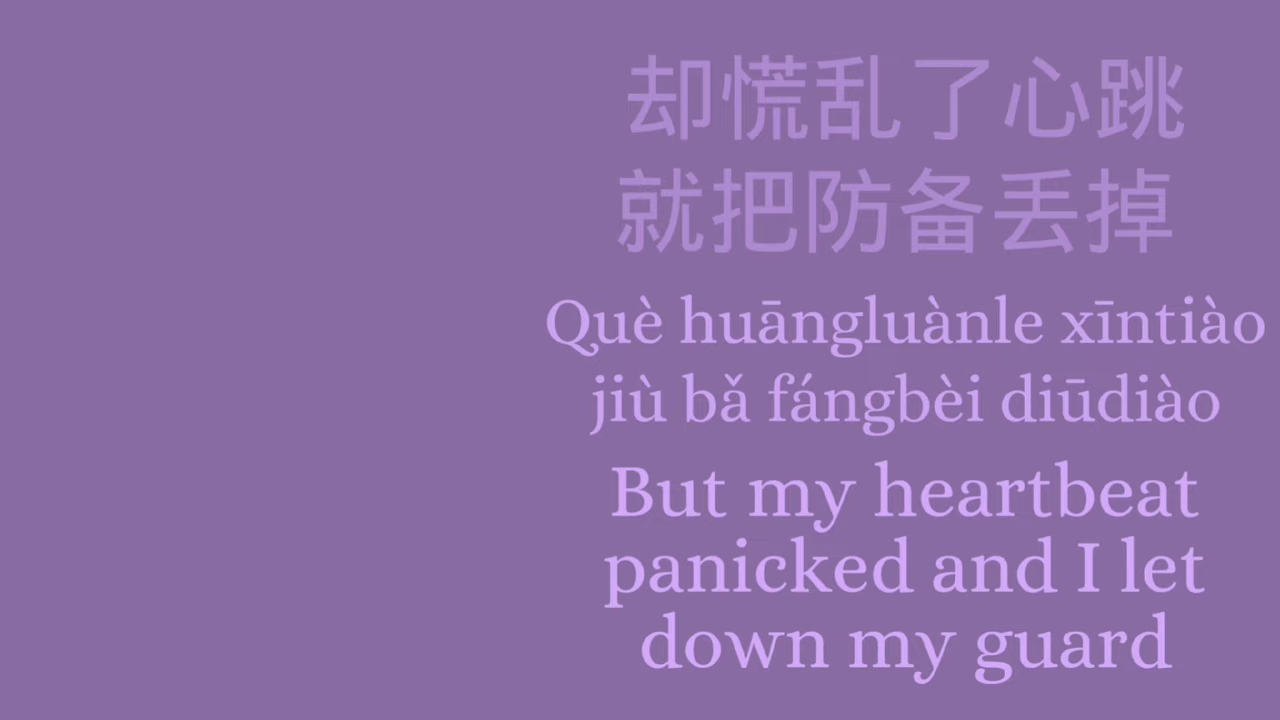 却慌乱了心跳
就把防备丢掉
Què huāngluànle xīntiào
jiù bǎ fángbèi diūdiào
But my heartbeat
panicked and I let
down my guard